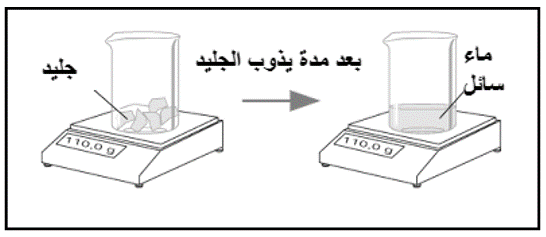 جليد
بعد مدة يذوب الجليد
ماء
سائل
110,0 g
110,0 g